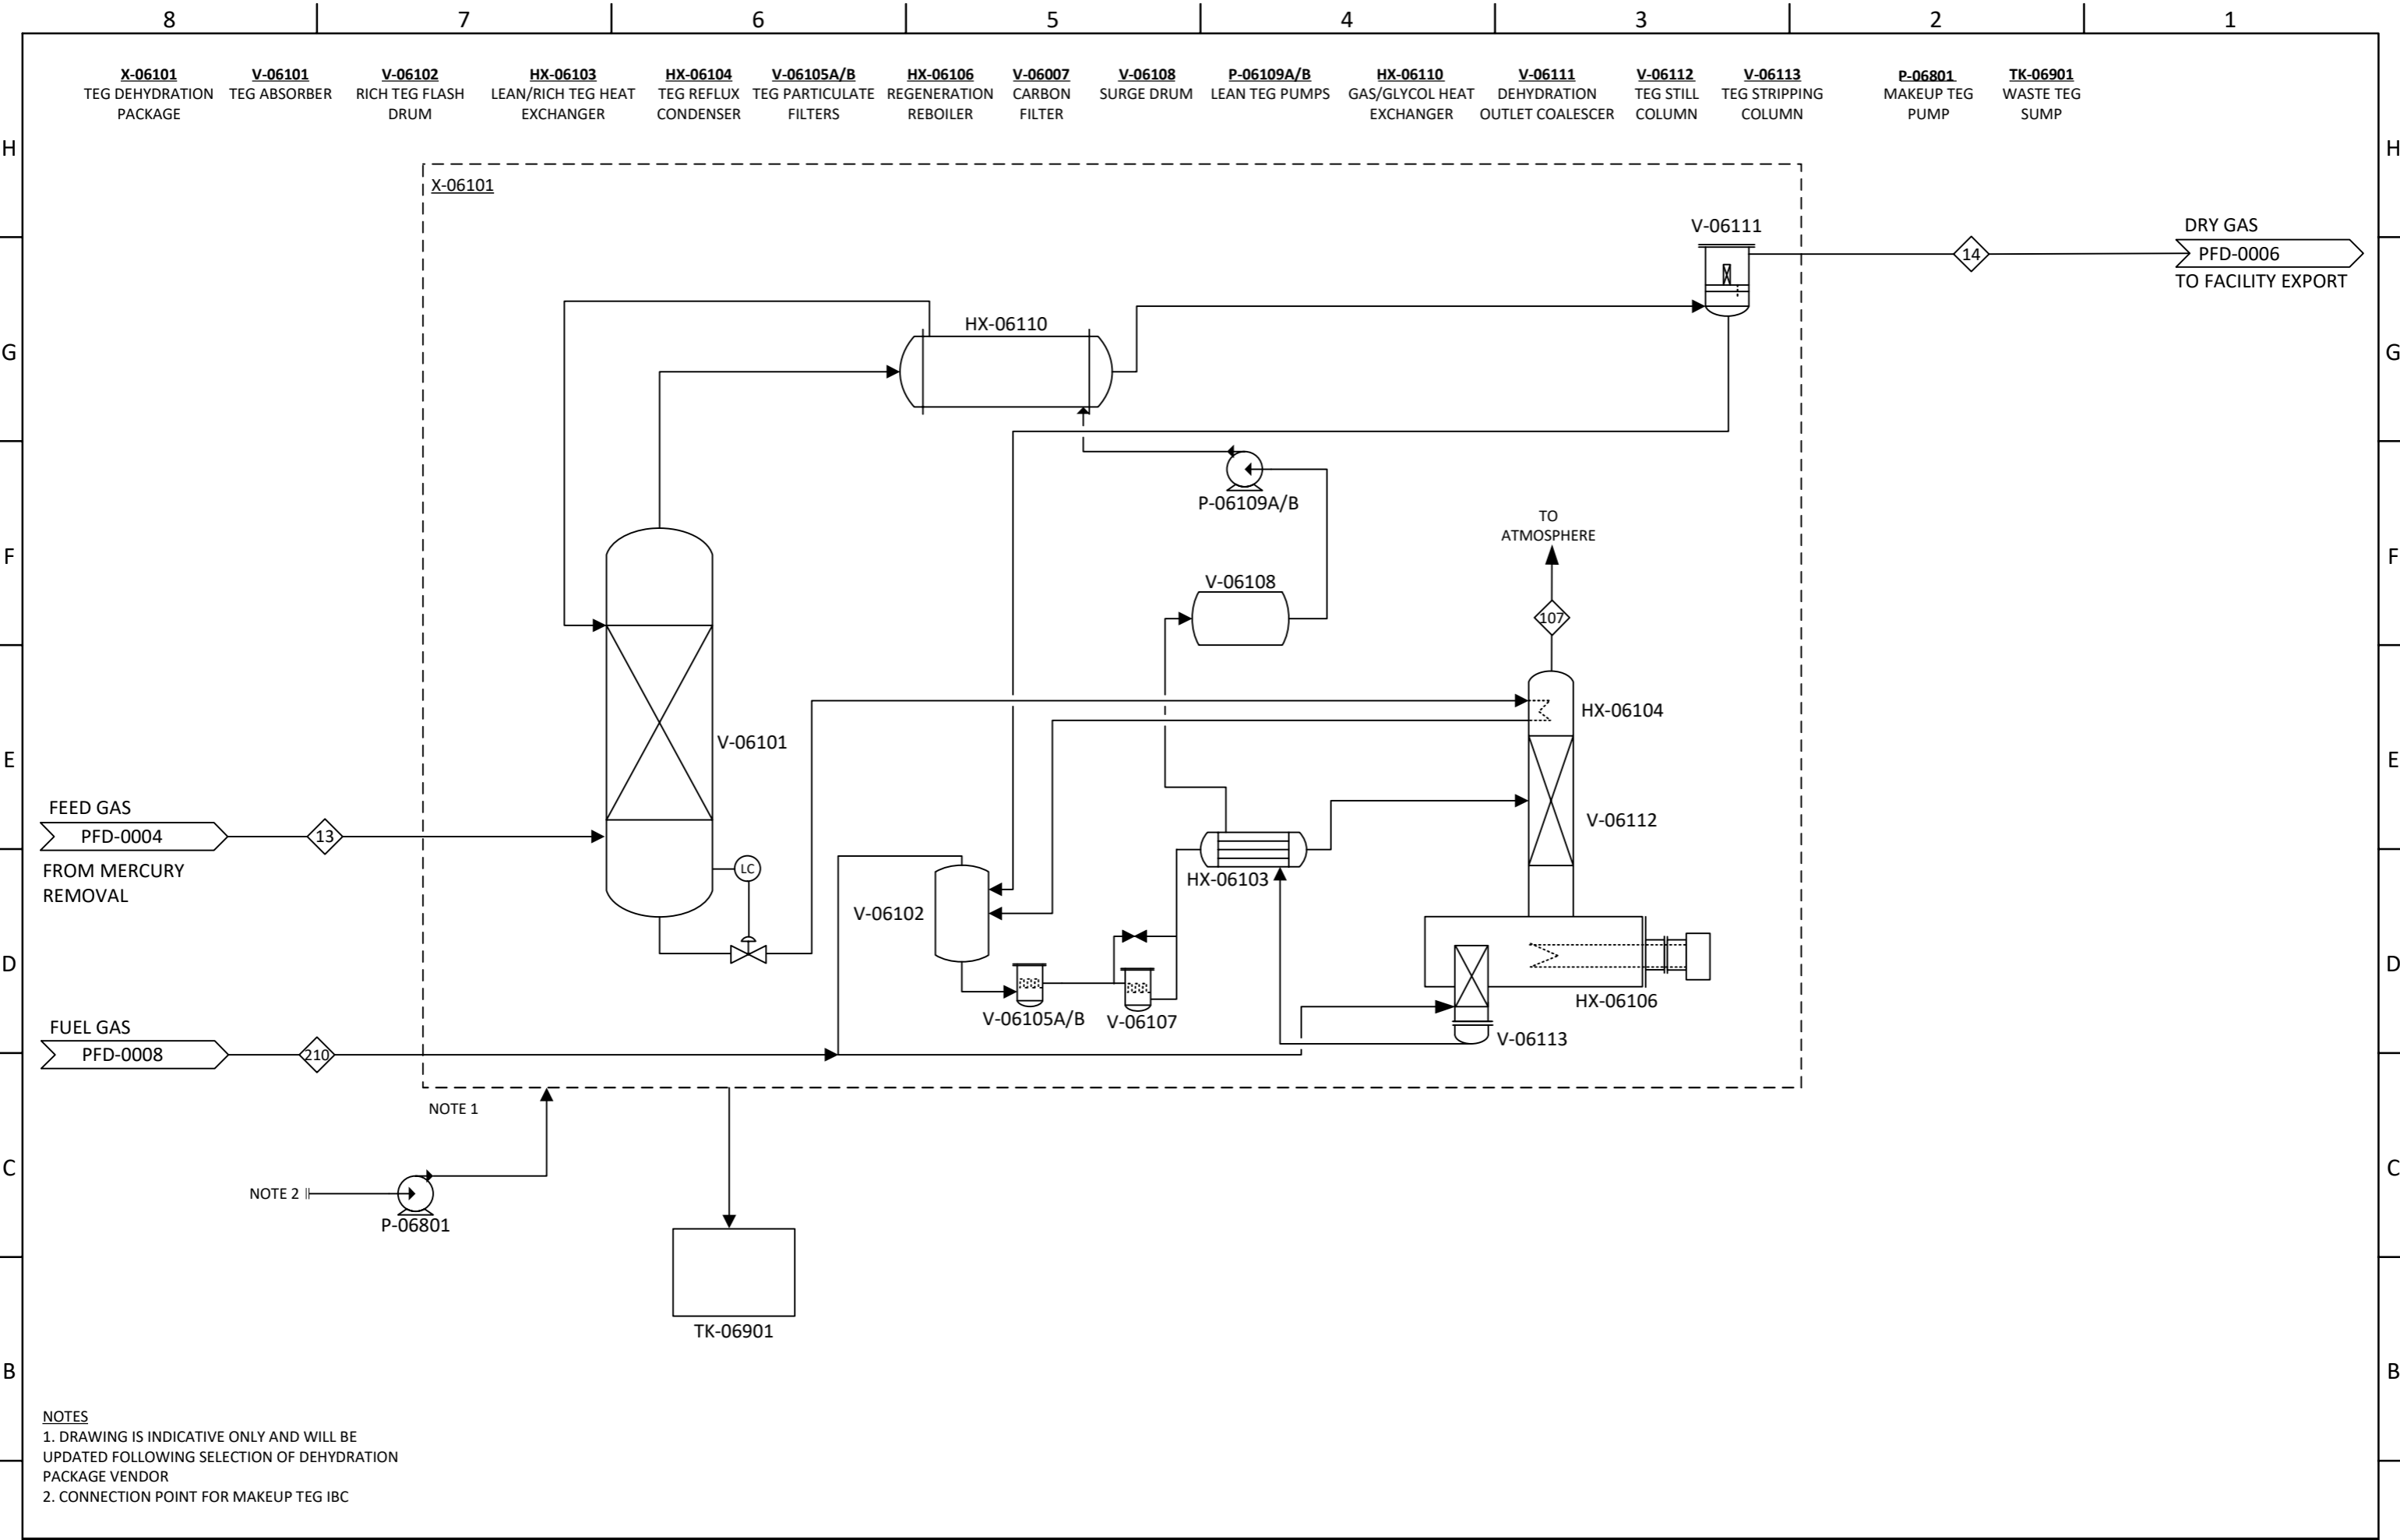 8 7 6 5 4 3 2 1
X-06101 V-06101 V-06102 HX-06103 HX-06104 V-06105A/B HX-06106 V-06007 V-06108 P-06109A/B HX-06110 V-06111 V-06112 V-06113 P-06801 TK-06901
TEG DEHYDRATION TEG ABSORBER RICH TEG FLASH LEAN/RICH TEG HEAT TEG REFLUX TEG PARTICULATE REGENERATION CARBON SURGE DRUM LEAN TEG PUMPS GAS/GLYCOL HEAT DEHYDRATION TEG STILL TEG STRIPPING MAKEUP TEG WASTE TEG
PACKAGE DRUM EXCHANGER CONDENSER FILTERS REBOILER FILTER EXCHANGER OUTLET COALESCER COLUMN COLUMN PUMP SUMP
H H
X-06101
V-06111
DRY GAS
14
PFD-0006
TO FACILITY EXPORT
HX-06110
G G
P-06109A/B
TO
ATMOSPHERE
F F
V-06108
107
HX-06104
V-06101
E E
FEED GAS
V-06112
PFD-0004
13
FROM MERCURY
REMOVAL
LC
HX-06103
V-06102
D D
HX-06106
V-06105A/B
V-06107
FUEL GAS
V-06113
PFD-0008
210
NOTE 1
C C
NOTE 2
P-06801
TK-06901
B B
NOTES
1. DRAWING IS INDICATIVE ONLY AND WILL BE
UPDATED FOLLOWING SELECTION OF DEHYDRATION
PACKAGE VENDOR
2. CONNECTION POINT FOR MAKEUP TEG IBC